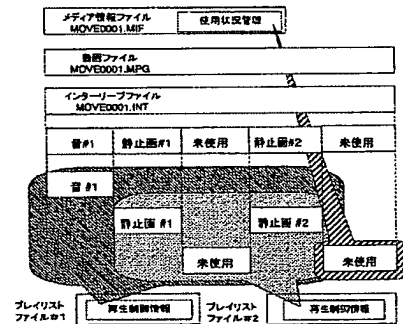 メディア情報ファイル
MOVE0001.MIF
使用状況管理
動画ファイル
MOVE0001.MPG
インターリーブファイル
MOVE0001.INT
音#1 静止画#1 未使用 静止画#2 未使用
音 #1
静止画 #1 静止画 #2
未使用 未使用
プレイリスト
ファイル#1
再生制御情報
プレイリスト
ファイル#2
再生制御情報